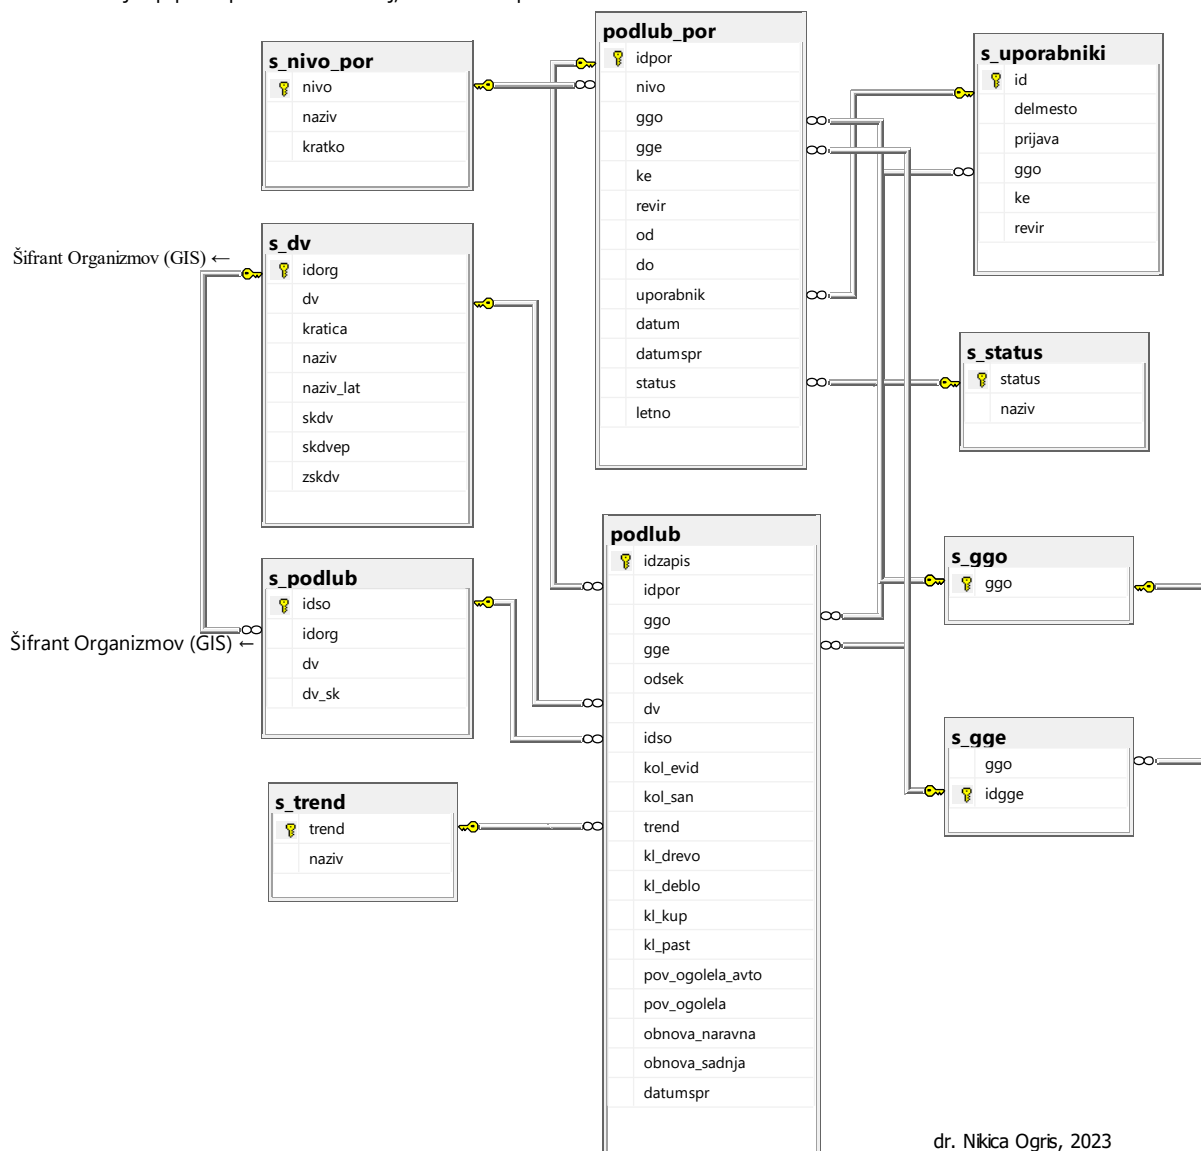 podlub_por
idpor
nivo
ggo
gge
ke
revir
od
do
uporabnik
datum
datumspr
status
letno
s_nivo_por
nivo
naziv
kratko
s_uporabniki
id
delmesto
prijava
ggo
ke
revir
Šifrant Organizmov (GIS) ←
s_dv
idorg
dv
kratica
naziv
naziv_lat
skdv
skdvep
zskdv
s_status
status
naziv
podlub
idzapis
idpor
ggo
gge
odsek
dv
idso
kol_evid
kol_san
trend
kl_drevo
kl_deblo
kl_kup
kl_past
pov_ogolela_avto
pov_ogolela
obnova_naravna
obnova_sadnja
datumspr
s_podlub
idso
idorg
dv
dv_sk
Šifrant Organizmov (GIS) ←
s_ggo
ggo
s_gge
ggo
idgge
s_trend
trend
naziv
dr. Nikica Ogris, 2023